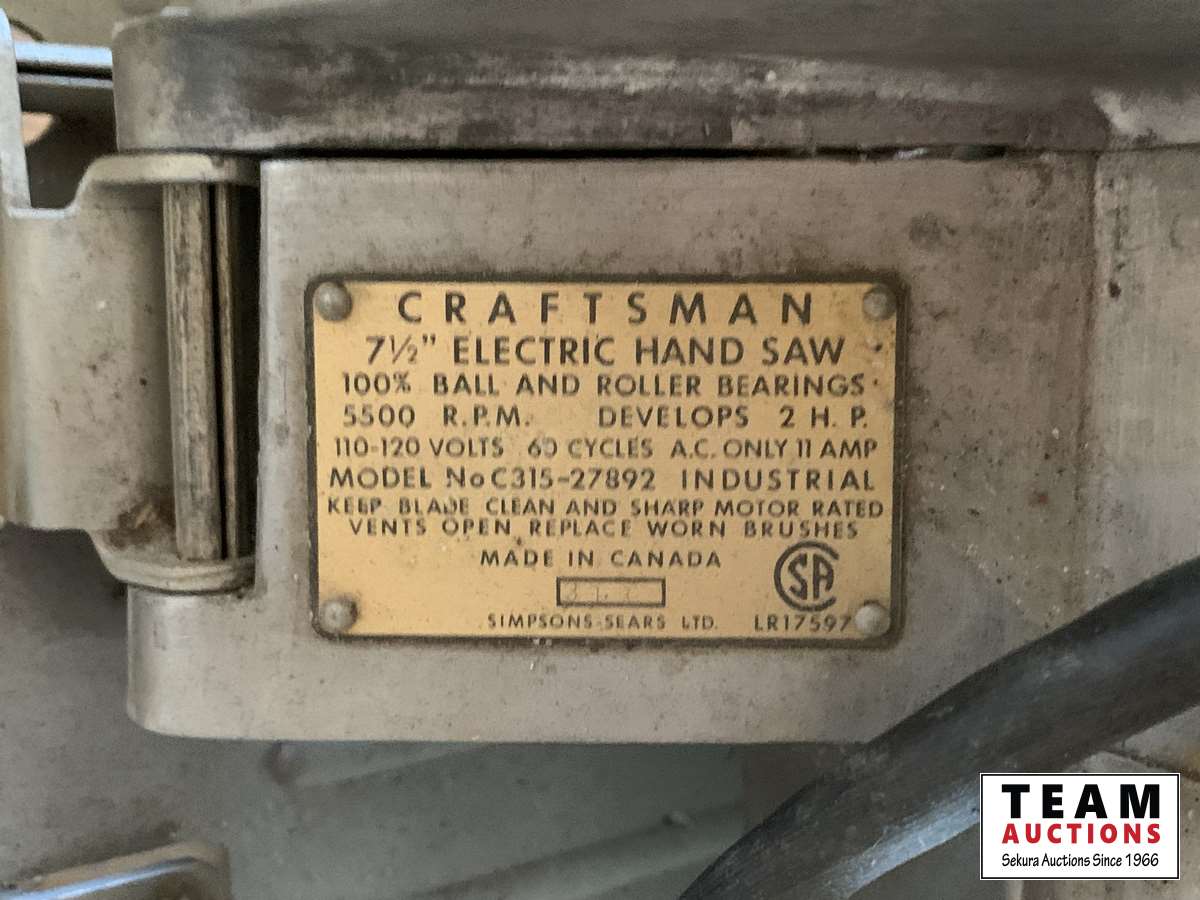 CRAFTSMAN
7½" ELECTRIC HAND SAW
100% BALL AND ROLLER BEARINGS
5500 R.P.M. DEVELOPS 2 H. P.
110-120 VOLTS 60 CYCLES A.C. ONLY 11 AMP
MODEL No C315-27892 INDUSTRIAL
KEEP BLADE CLEAN AND SHARP MOTOR RATED
VENTS OPEN REPLACE WORN BRUSHES
MADE IN CANADA
SA
SIMPSONS-SEARS LTD. LR17597
TEAM
AUCTIONS
Sekura Auctions Since 1966